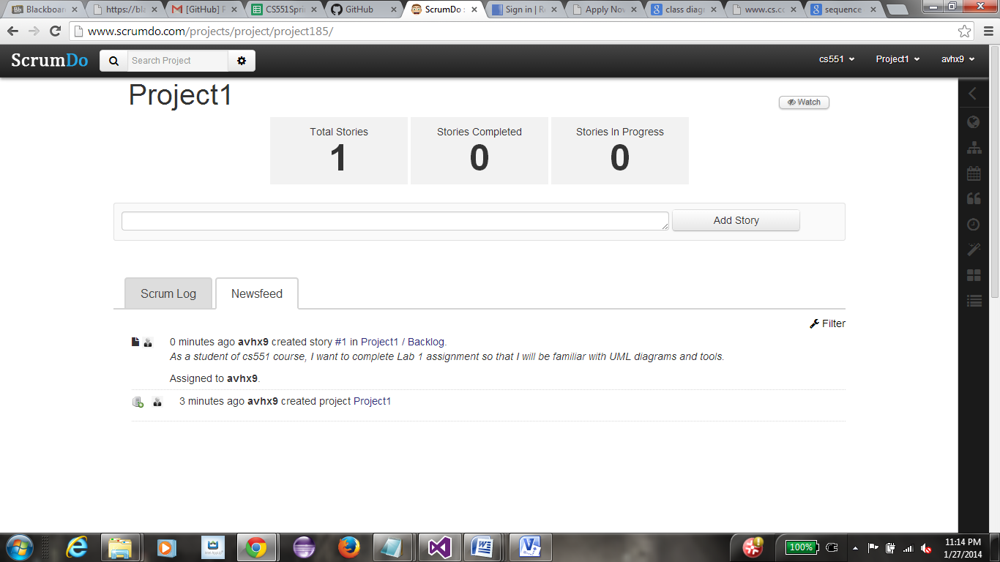 Blackboar
https://bla
[GitHub] P
CS551Spri
GitHub
ScrumDo :
Sign in | Re
Apply Now
class diagr
www.cs.cc
sequence
www.scrumdo.com/projects/project/project185/
ScrumDo
Search Project
cs551
Project1
avhx9
Project1
Watch
Total Stories
1
Stories Completed
0
Stories In Progress
0
Add Story
Scrum Log
Newsfeed
Filter
0 minutes ago avhx9 created story #1 in Project1 / Backlog.
As a student of cs551 course, I want to complete Lab 1 assignment so that I will be familiar with UML diagrams and tools.
Assigned to avhx9.
3 minutes ago avhx9 created project Project1
100%
11:14 PM
1/27/2014